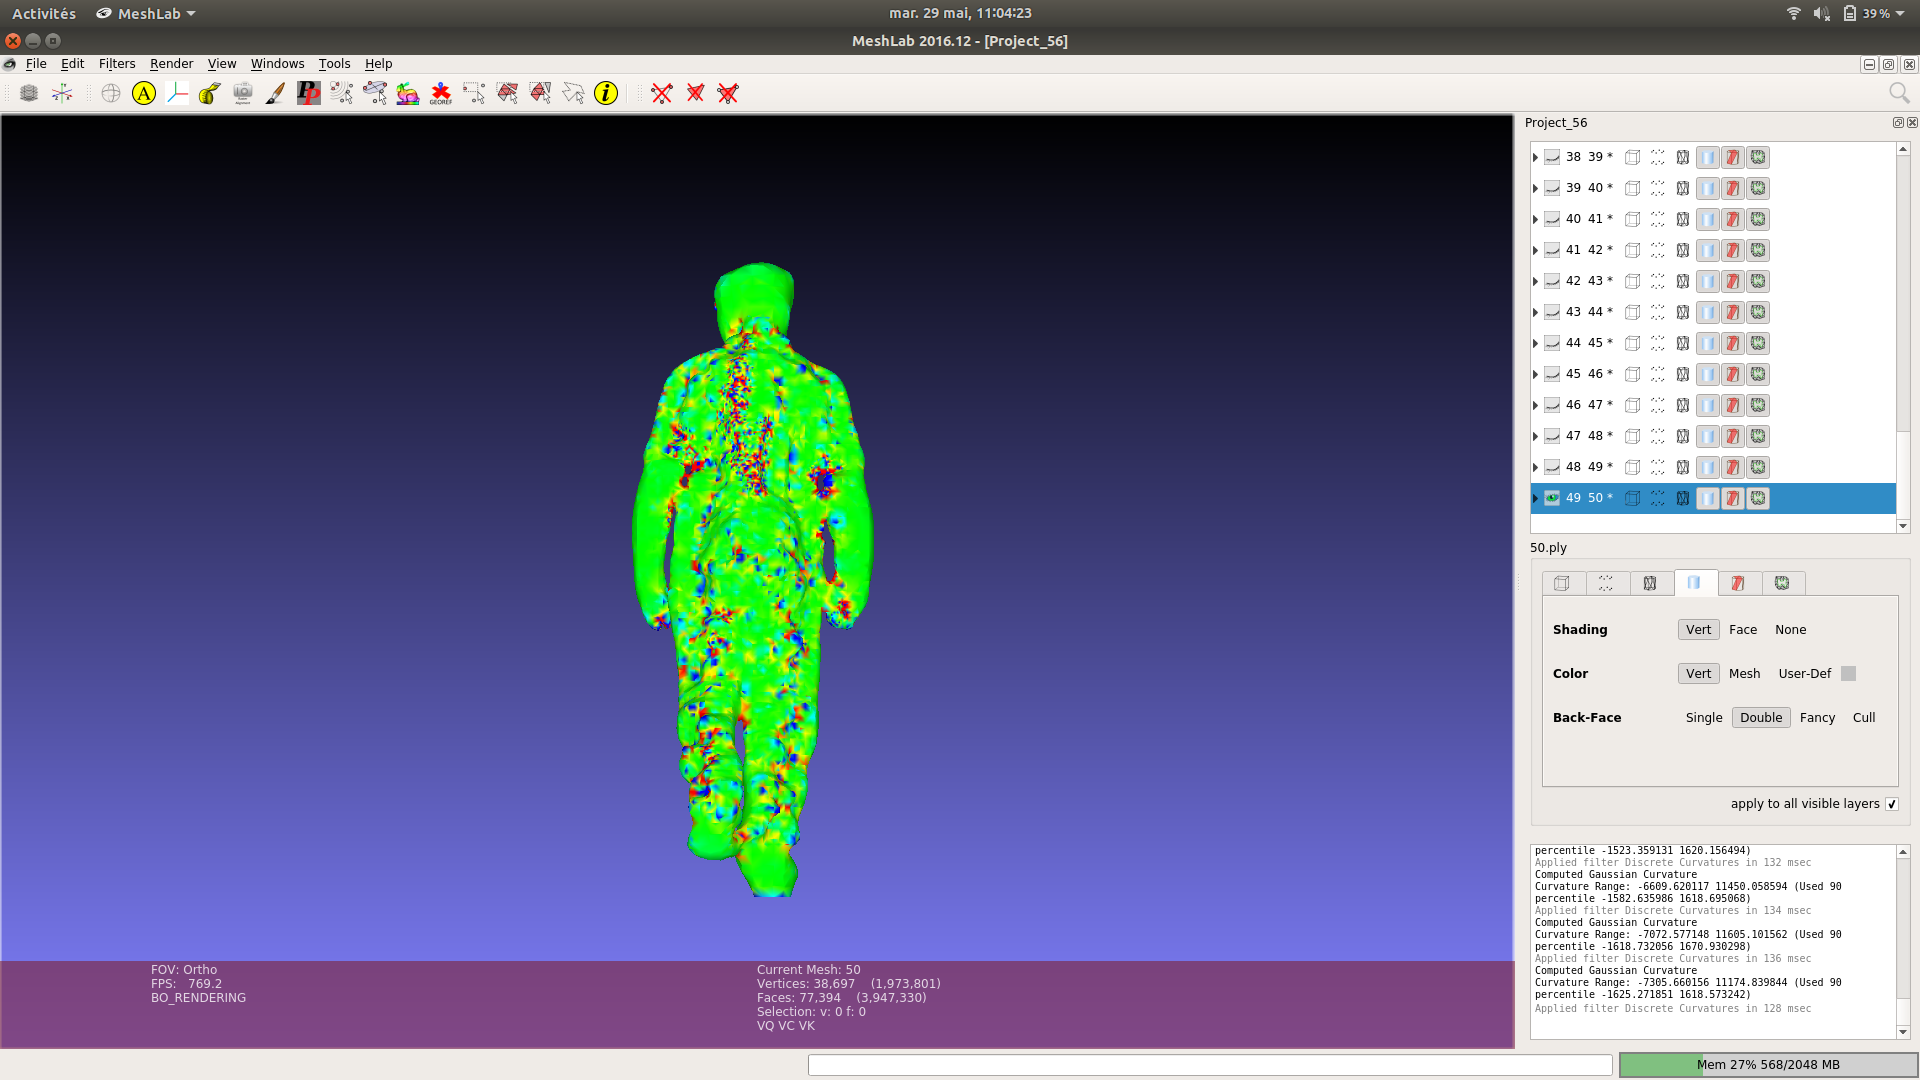 Activités MeshLab mar. 29 mai, 11:04:23 39 %
MeshLab 2016.12 - [Project_56]
File Edit Filters Render View Windows Tools Help
A PP GEOREF i
Project_56
38 39 *
39 40 *
40 41 *
41 42 *
42 43 *
43 44 *
44 45 *
45 46 *
46 47 *
47 48 *
48 49 *
49 50 *
50.ply
Shading Vert Face None
Color Vert Mesh User-Def
Back-Face Single Double Fancy Cull
apply to all visible layers
percentile -1523.359131 1620.156494)
Applied filter Discrete Curvatures in 132 msec
Computed Gaussian Curvature
Curvature Range: -6609.620117 11450.058594 (Used 90
percentile -1582.635986 1618.695068)
Applied filter Discrete Curvatures in 134 msec
Computed Gaussian Curvature
Curvature Range: -7072.577148 11605.101562 (Used 90
percentile -1618.732056 1670.930298)
Applied filter Discrete Curvatures in 136 msec
Computed Gaussian Curvature
Curvature Range: -7305.660156 11174.839844 (Used 90
percentile -1625.271851 1618.573242)
Applied filter Discrete Curvatures in 128 msec
FOV: Ortho
FPS: 769.2
BO_RENDERING
Current Mesh: 50
Vertices: 38,697 (1,973,801)
Faces: 77,394 (3,947,330)
Selection: v: 0 f: 0
VQ VC VK
Mem 27% 568/2048 MB